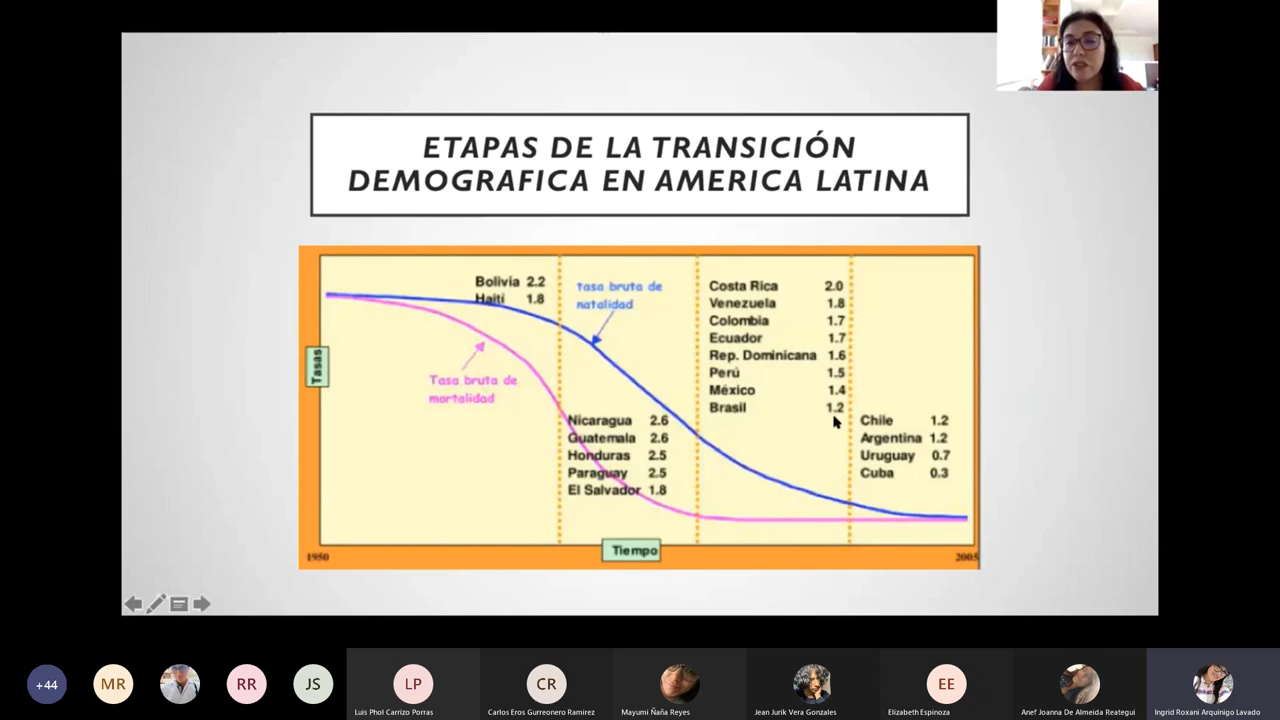 ETAPAS DE LA TRANSICIÓN
DEMOGRAFICA EN AMERICA LATINA
Bolivia 2.2
Haití 1.8
tasa bruta de
natalidad
Tasa bruta de
mortalidad
Tasas
Nicaragua 2.6
Guatemala 2.6
Honduras 2.5
Paraguay 2.5
El Salvador 1.8
Costa Rica 2.0
Venezuela 1.8
Colombia 1.7
Ecuador 1.7
Rep. Dominicana 1.6
Perú 1.5
México 1.4
Brasil 1.2
Chile 1.2
Argentina 1.2
Uruguay 0.7
Cuba 0.3
Tiempo
1950
2005
+44
MR
RR
JS
LP
CR
EE
Luis Phol Carrizo Porras
Carlos Eros Gurreonero Ramirez
Mayumi Ñaña Reyes
Jean Jurik Vera Gonzales
Elizabeth Espinoza
Anef Joanna De Almeida Reategui
Ingrid Roxani Arquinigo Lavado